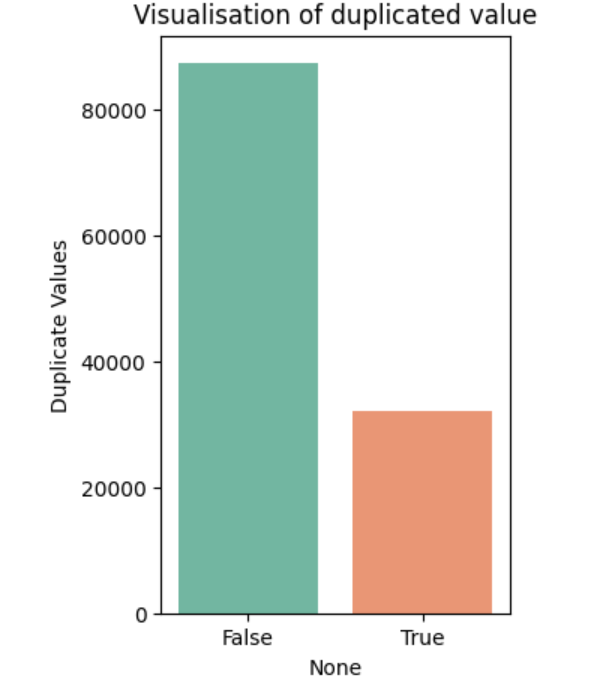 Visualisation of duplicated value
80000
60000
40000
20000
0
Duplicate Values
False
True
None